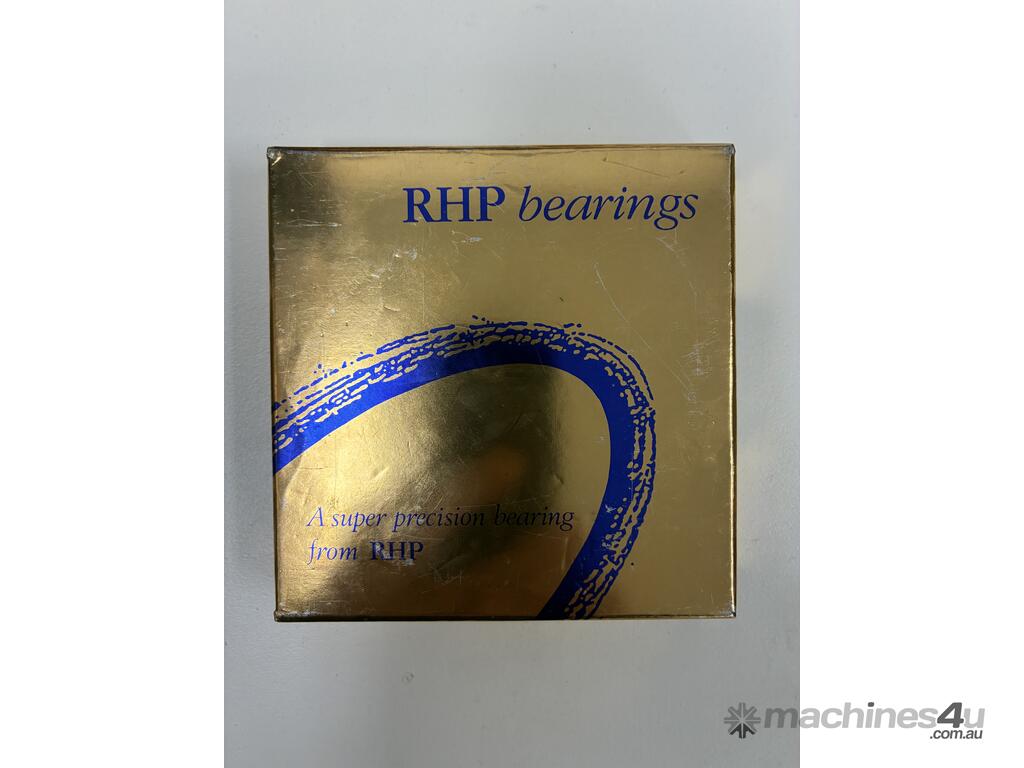 RHP bearings
A super precision bearing
from RHP
machines4u
.com.au